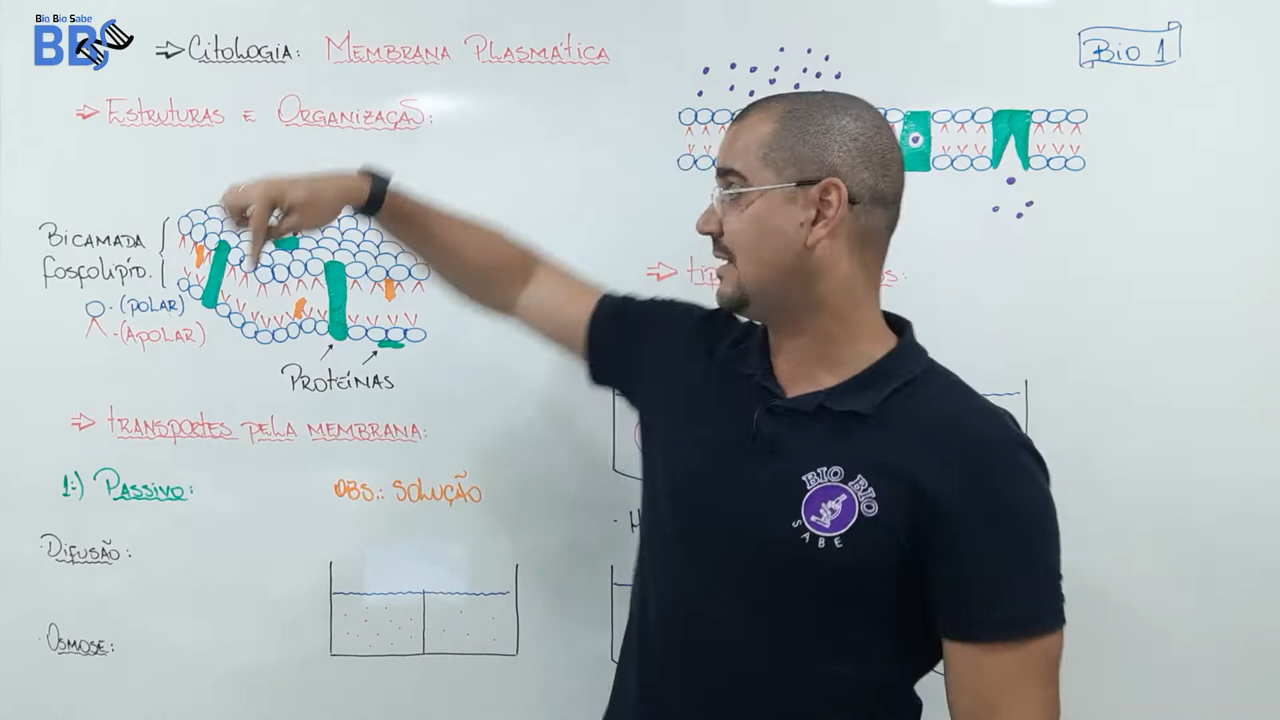 Bio Bio Sabe
BBS
⇒ Citologia: Membrana Plasmática
Bio 1
⇒ Estruturas e Organização:
Bicamada
fosfolipíd.
- (polar)
- (Apolar)
Proteínas
⇒ transportes pela membrana:
1:) Passivo:
OBS.: Solução
· Difusão:
· Osmose:
BIO BIO
SABE